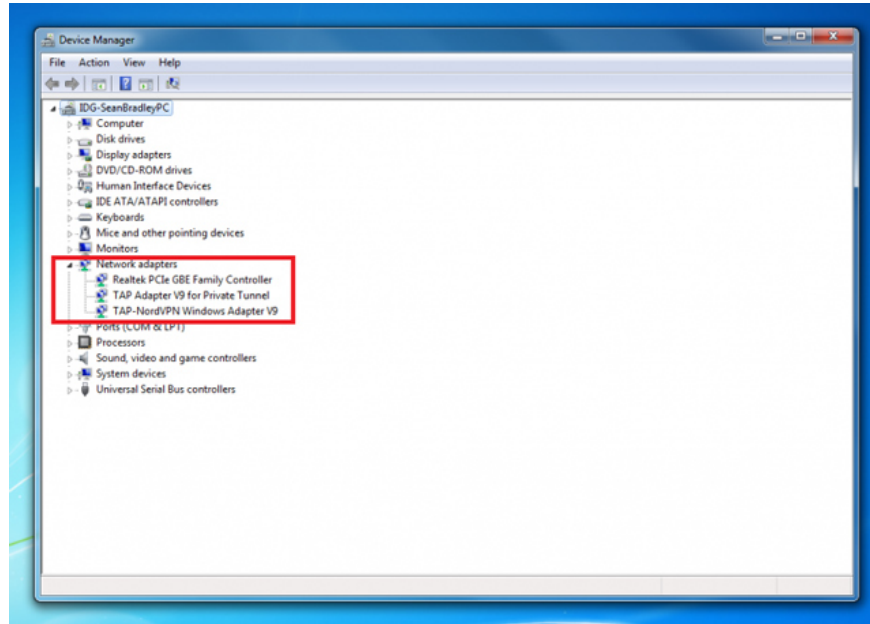 Device Manager
File Action View Help
IDG-SeanBradleyPC
Computer
Disk drives
Display adapters
DVD/CD-ROM drives
Human Interface Devices
IDE ATA/ATAPI controllers
Keyboards
Mice and other pointing devices
Monitors
Network adapters
Realtek PCIe GBE Family Controller
TAP Adapter V9 for Private Tunnel
TAP-NordVPN Windows Adapter V9
Ports (COM & LPT)
Processors
Sound, video and game controllers
System devices
Universal Serial Bus controllers